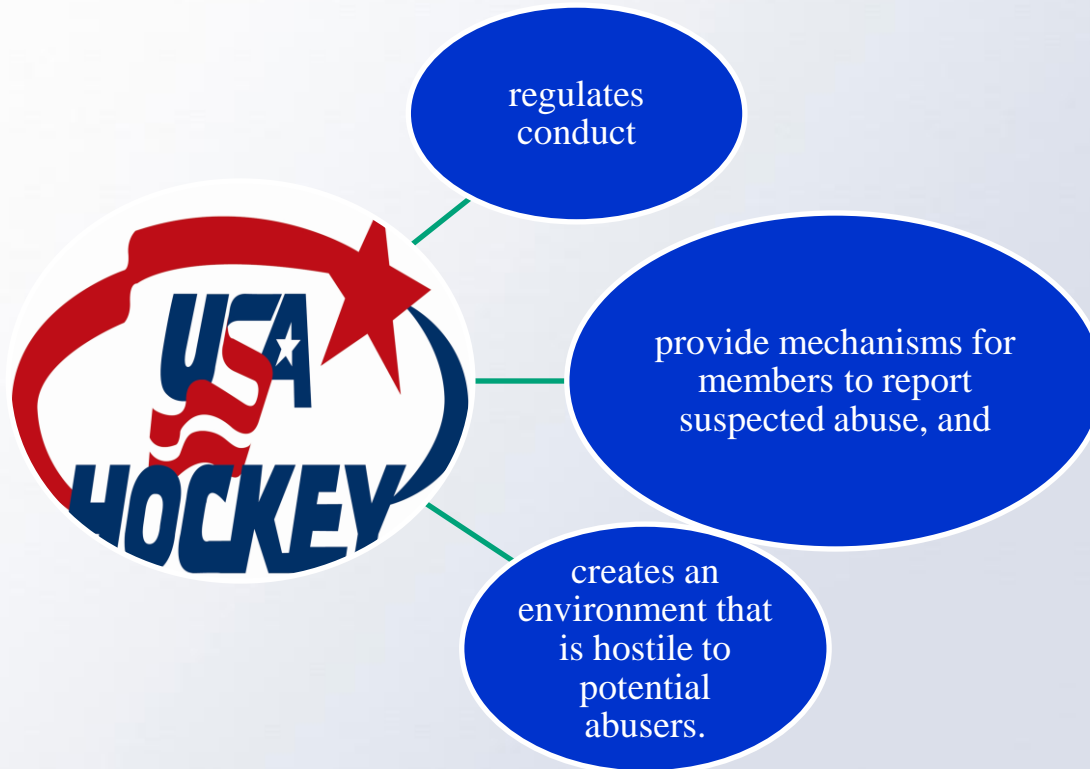 regulates
conduct
USA
HOCKEY
provide mechanisms for
members to report
suspected abuse, and
creates an
environment that
is hostile to
potential
abusers.